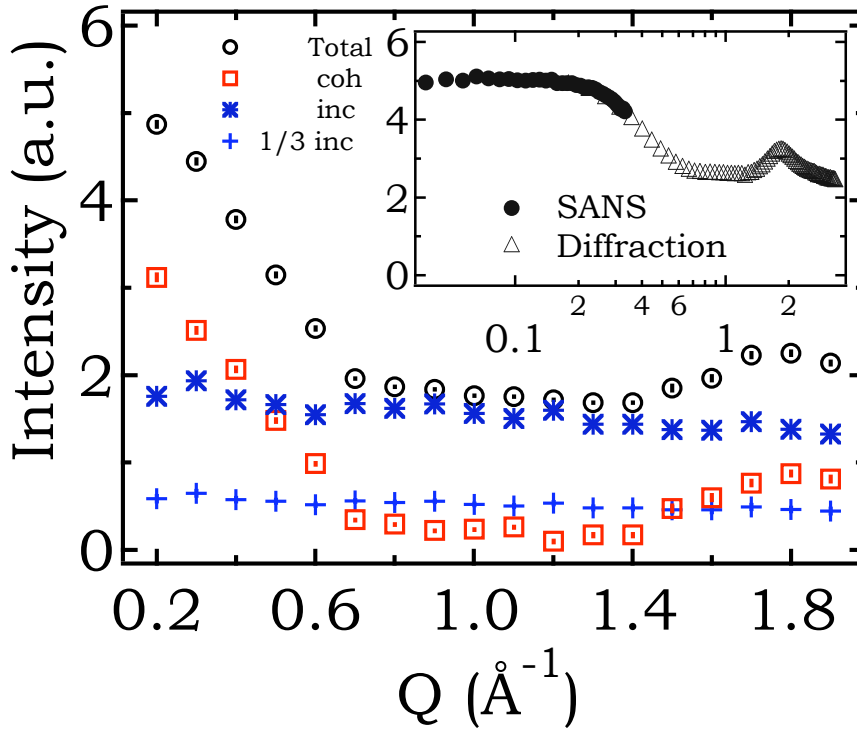 6
4
2
0
Intensity (a.u.)
Total
coh
inc
1/3 inc
6
4
2
0
SANS
Diffraction
2
4
6
2
0.1
1
0.2
0.6
1.0
1.4
1.8
Q (Å⁻¹)